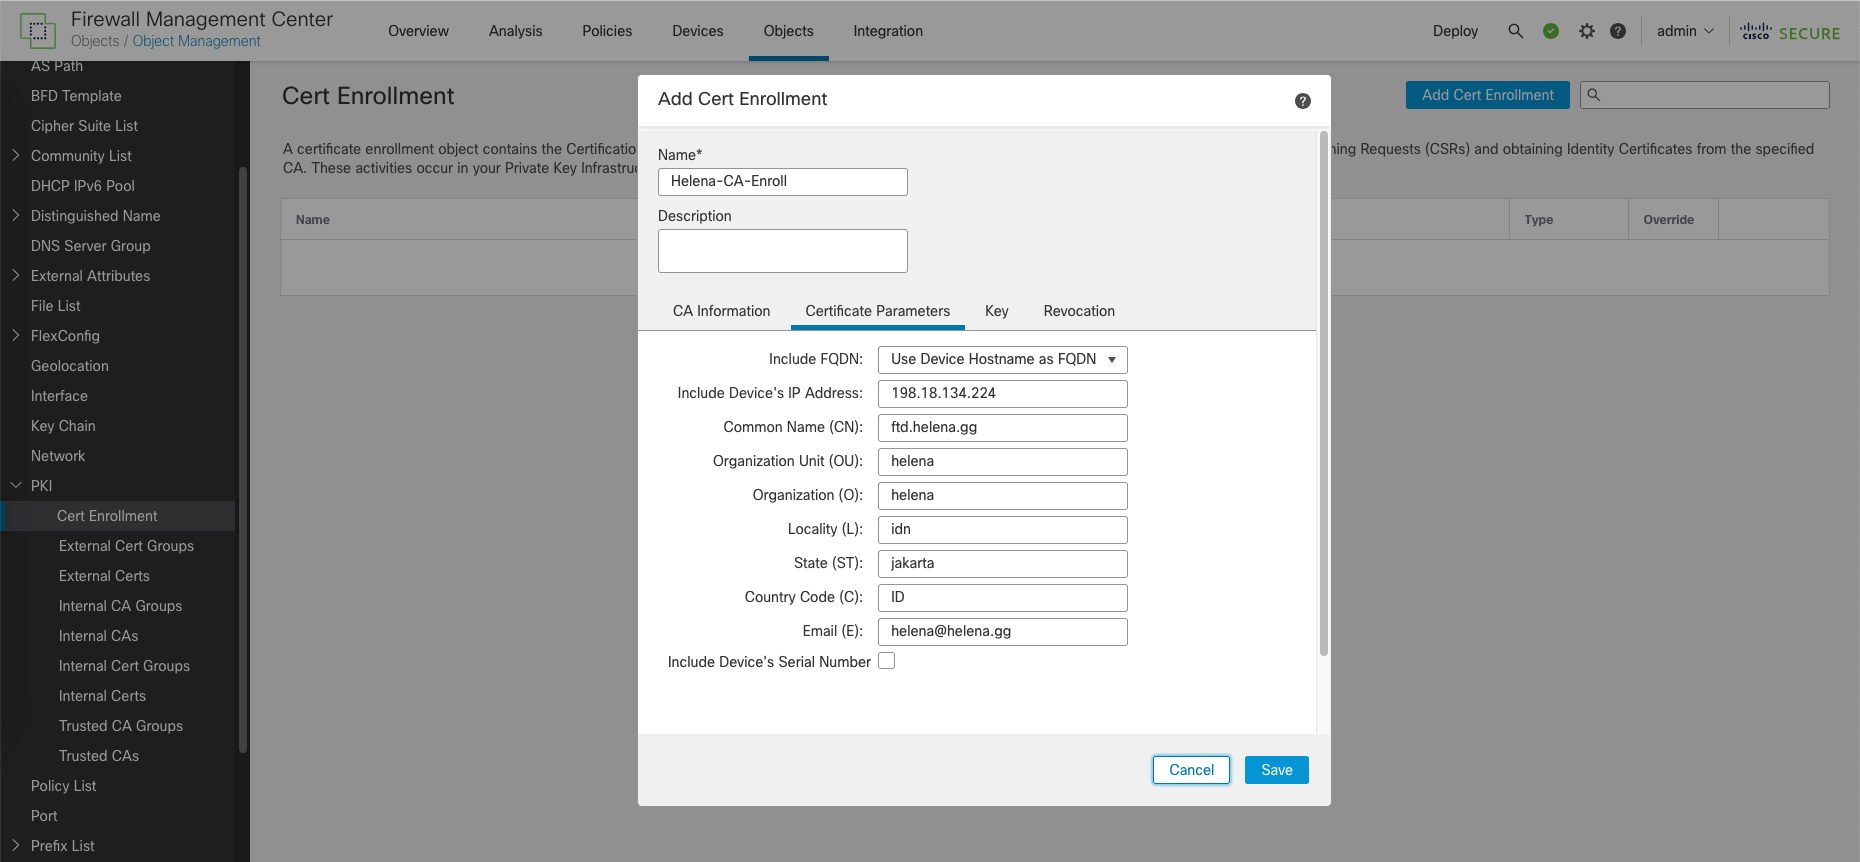 Firewall Management Center
Objects / Object Management
Overview
Analysis
Policies
Devices
Objects
Integration
Deploy
admin
cisco SECURE
AS Path
BFD Template
Cipher Suite List
Community List
DHCP IPv6 Pool
Distinguished Name
DNS Server Group
External Attributes
File List
FlexConfig
Geolocation
Interface
Key Chain
Network
PKI
Cert Enrollment
External Cert Groups
External Certs
Internal CA Groups
Internal CAs
Internal Cert Groups
Internal Certs
Trusted CA Groups
Trusted CAs
Policy List
Port
Prefix List
Cert Enrollment
Add Cert Enrollment
A certificate enrollment object contains the Certificatio
ning Requests (CSRs) and obtaining Identity Certificates from the specified
CA. These activities occur in your Private Key Infrastru
Name
Type
Override
Add Cert Enrollment
?
Name*
Helena-CA-Enroll
Description
CA Information
Certificate Parameters
Key
Revocation
Include FQDN: Use Device Hostname as FQDN
Include Device's IP Address: 198.18.134.224
Common Name (CN): ftd.helena.gg
Organization Unit (OU): helena
Organization (O): helena
Locality (L): idn
State (ST): jakarta
Country Code (C): ID
Email (E): helena@helena.gg
Include Device's Serial Number
Cancel
Save